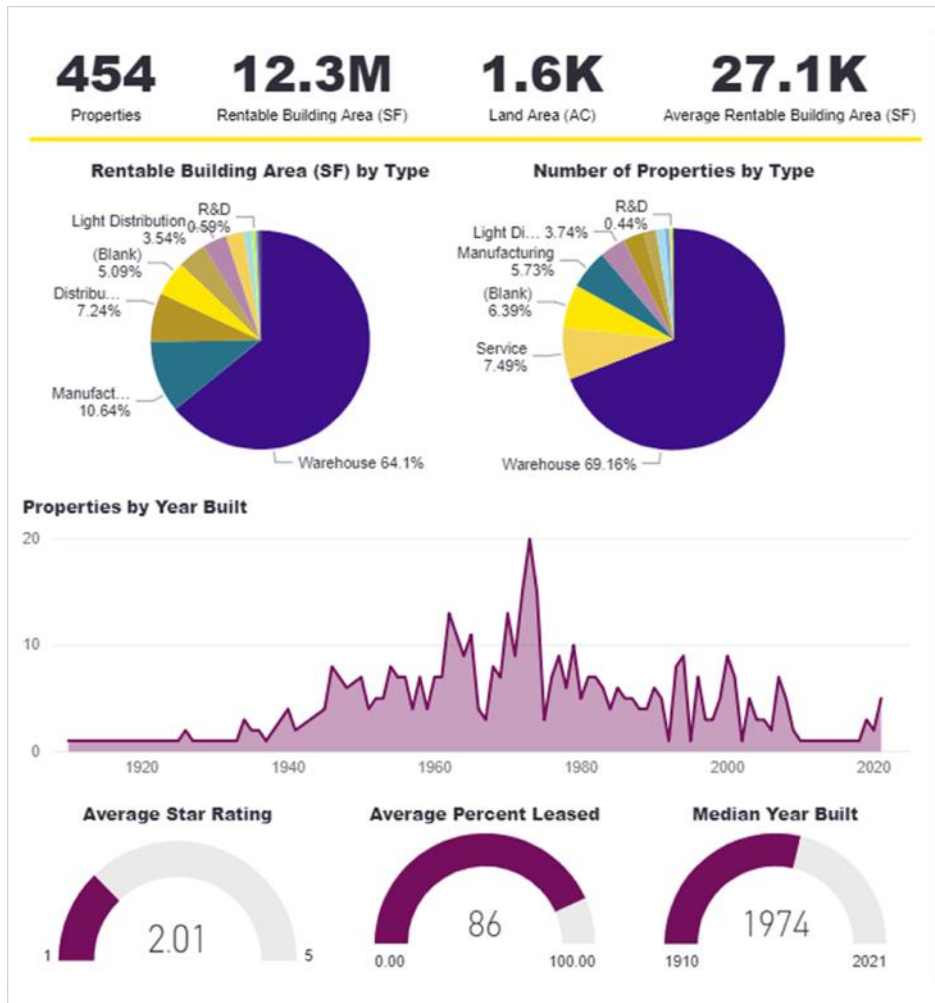 454 12.3M 1.6K 27.1K
Properties Rentable Building Area (SF) Land Area (AC) Average Rentable Building Area (SF)
Rentable Building Area (SF) by Type
R&D
0.59%
Light Distribution
3.54%
(Blank)
5.09%
Distribu...
7.24%
Manufact...
10.64%
Warehouse 64.1%
Number of Properties by Type
R&D
0.44%
Light Di... 3.74%
Manufacturing
5.73%
(Blank)
6.39%
Service
7.49%
Warehouse 69.16%
Properties by Year Built
20
10
0
1920 1940 1960 1980 2000 2020
Average Star Rating
2.01
1 5
Average Percent Leased
86
0.00 100.00
Median Year Built
1974
1910 2021